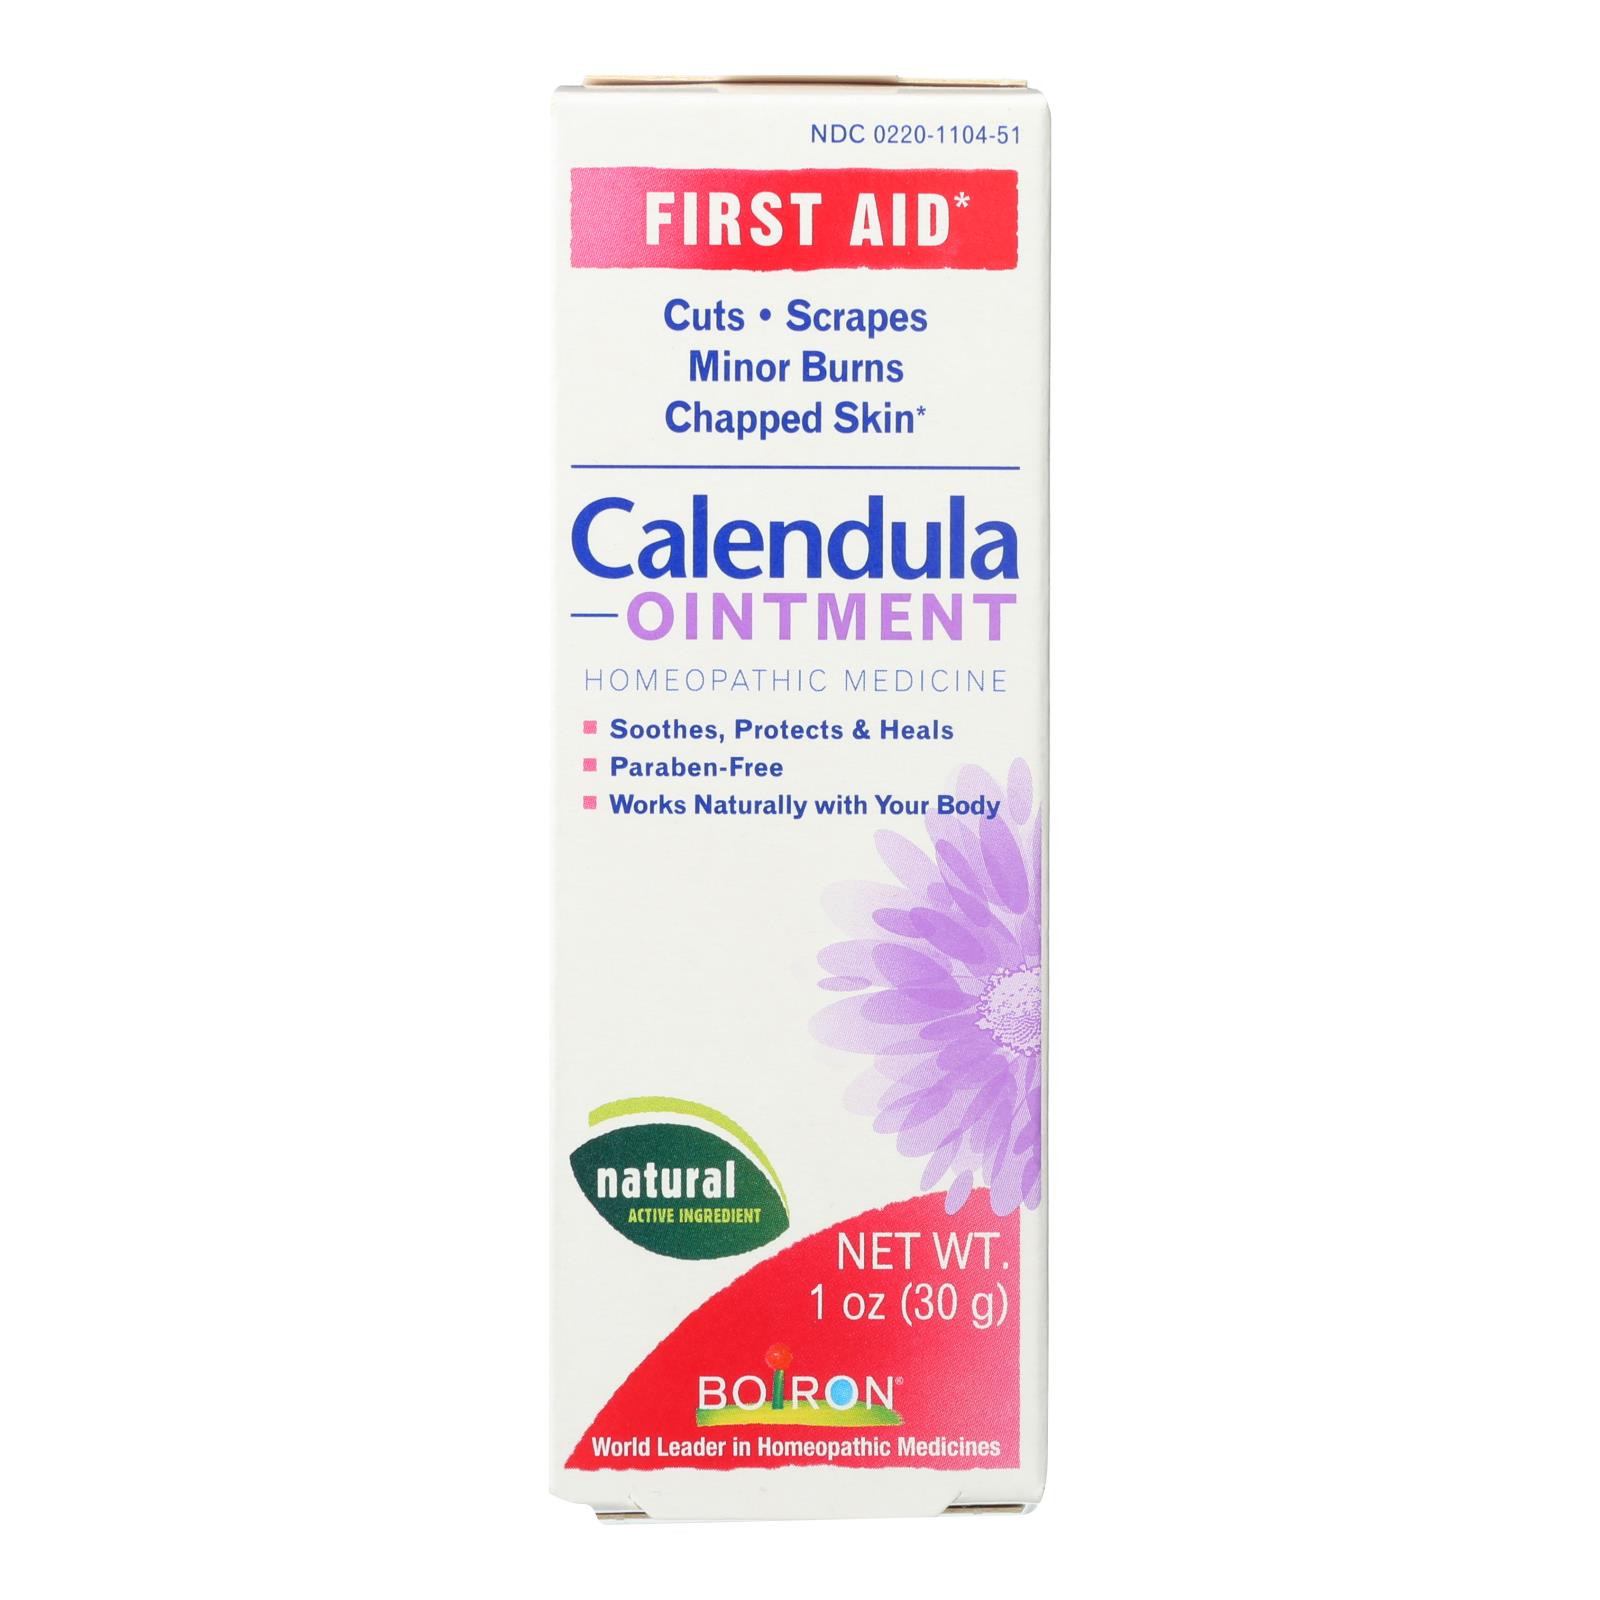 NDC 0220-1104-51
FIRST AID*
Cuts • Scrapes
Minor Burns
Chapped Skin*
Calendula
OINTMENT
HOMEOPATHIC MEDICINE
Soothes, Protects & Heals
Paraben-Free
Works Naturally with Your Body
natural
ACTIVE INGREDIENT
NET WT.
1 oz (30 g)
BOIRON®
World Leader in Homeopathic Medicines